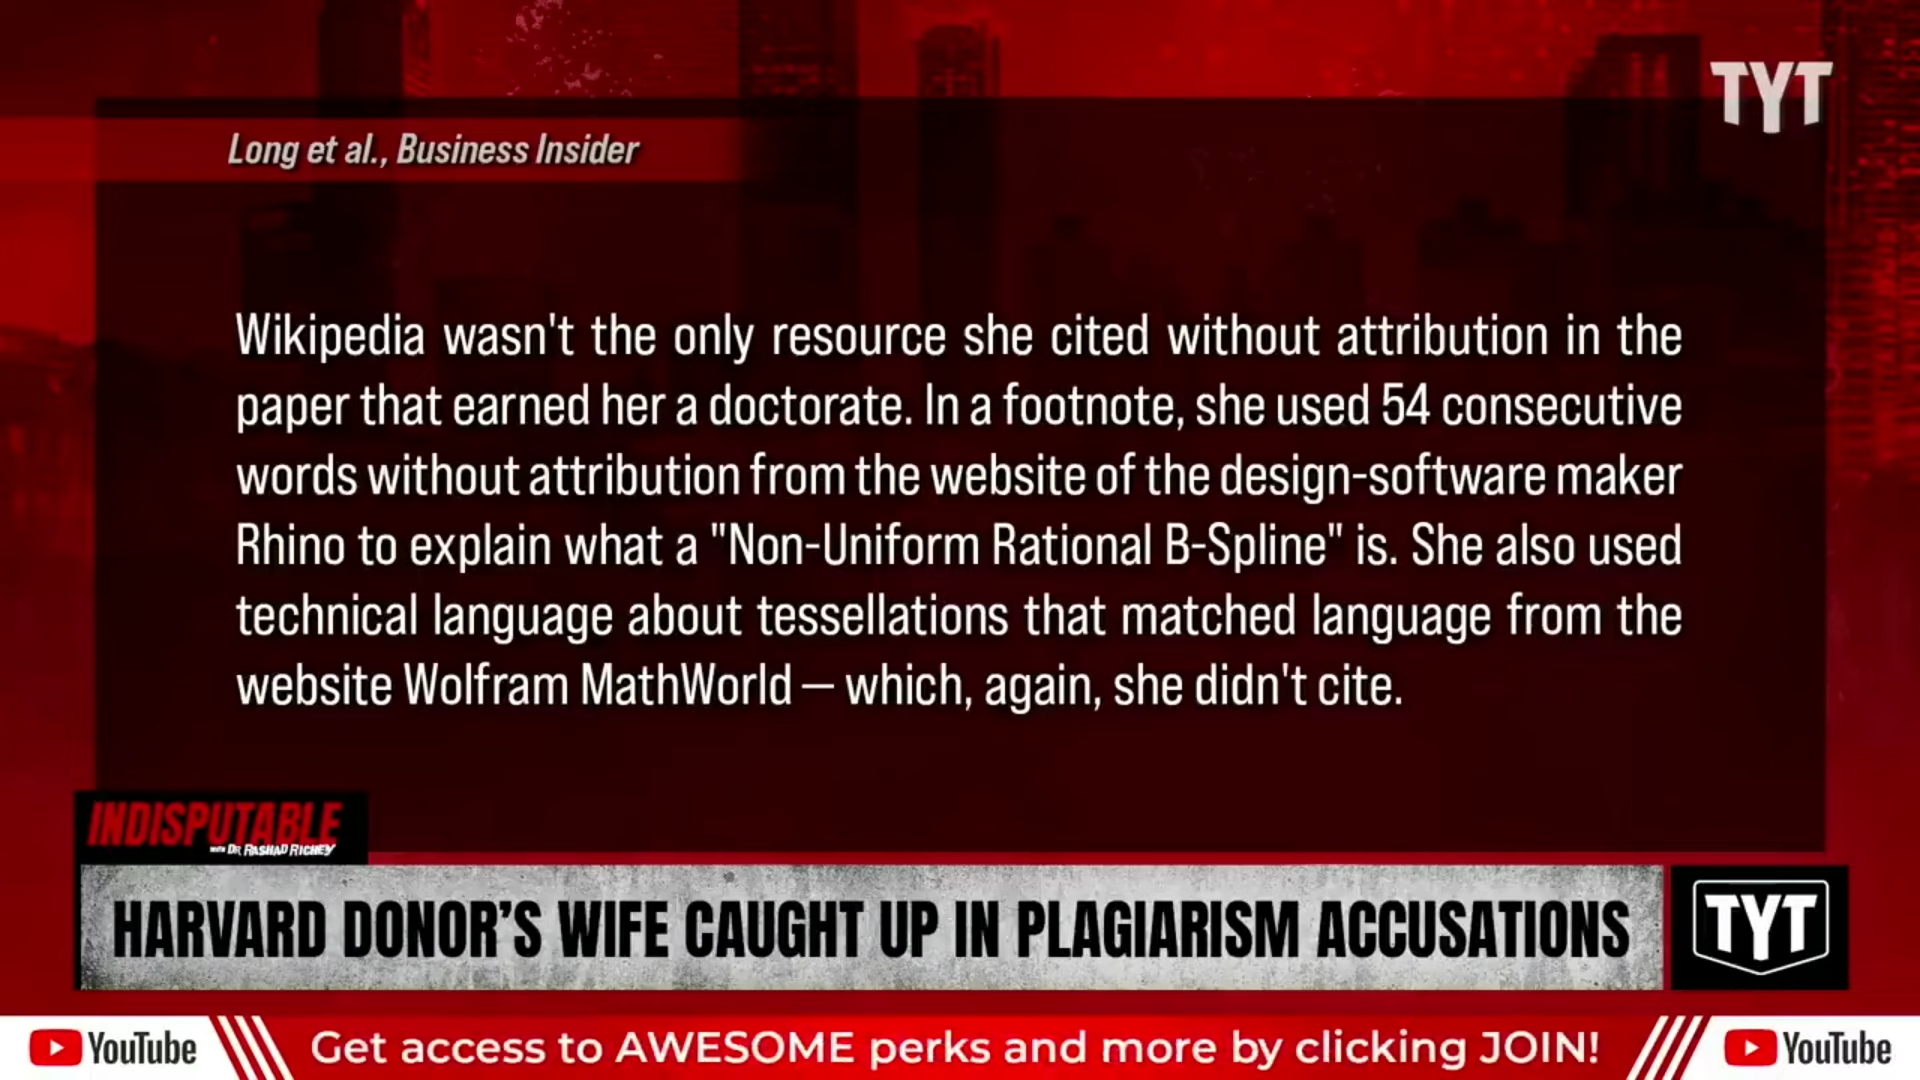 TYT
Long et al., Business Insider
Wikipedia wasn't the only resource she cited without attribution in the
paper that earned her a doctorate. In a footnote, she used 54 consecutive
words without attribution from the website of the design-software maker
Rhino to explain what a "Non-Uniform Rational B-Spline" is. She also used
technical language about tessellations that matched language from the
website Wolfram MathWorld – which, again, she didn't cite.
INDISPUTABLE
WITH DR. RASHAD RICHEY
HARVARD DONOR’S WIFE CAUGHT UP IN PLAGIARISM ACCUSATIONS
TYT
YouTube
Get access to AWESOME perks and more by clicking JOIN!
YouTube